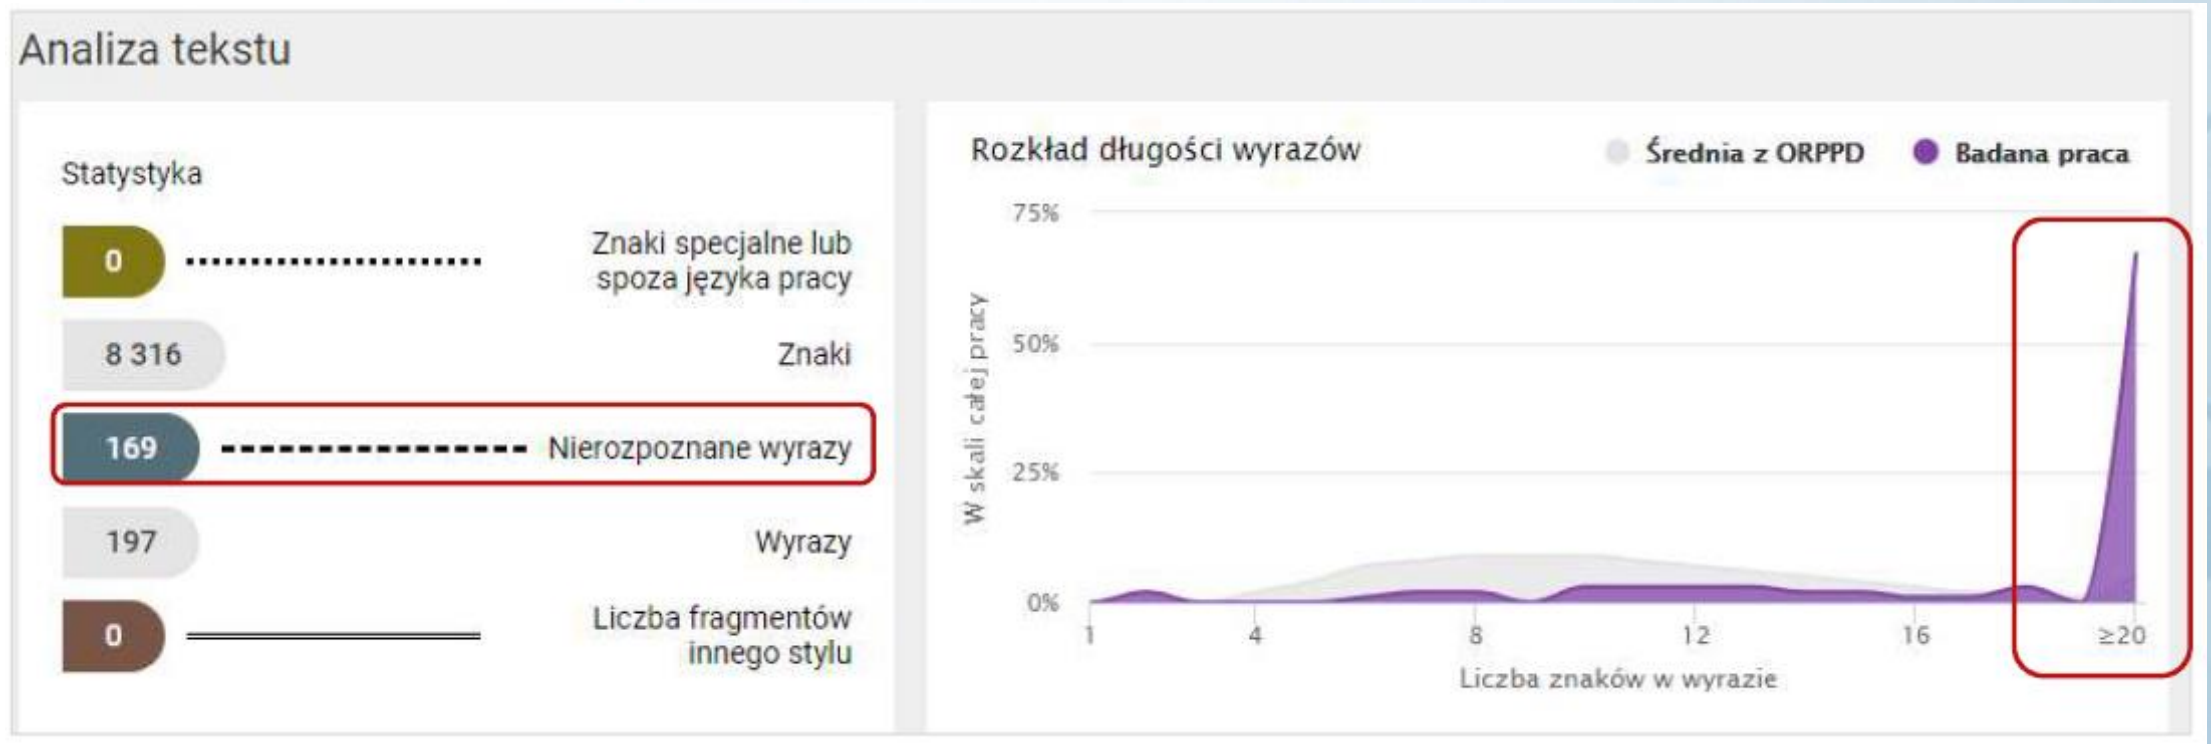 Analiza tekstu
Statystyka
0
Znaki specjalne lub
spoza języka pracy
8 316
Znaki
169
Nierozpoznane wyrazy
197
Wyrazy
0
Liczba fragmentów
innego stylu
Rozkład długości wyrazów
Średnia z ORPPD
Badana praca
W skali całej pracy
75%
50%
25%
0%
1 4 8 12 16 ≥20
Liczba znaków w wyrazie